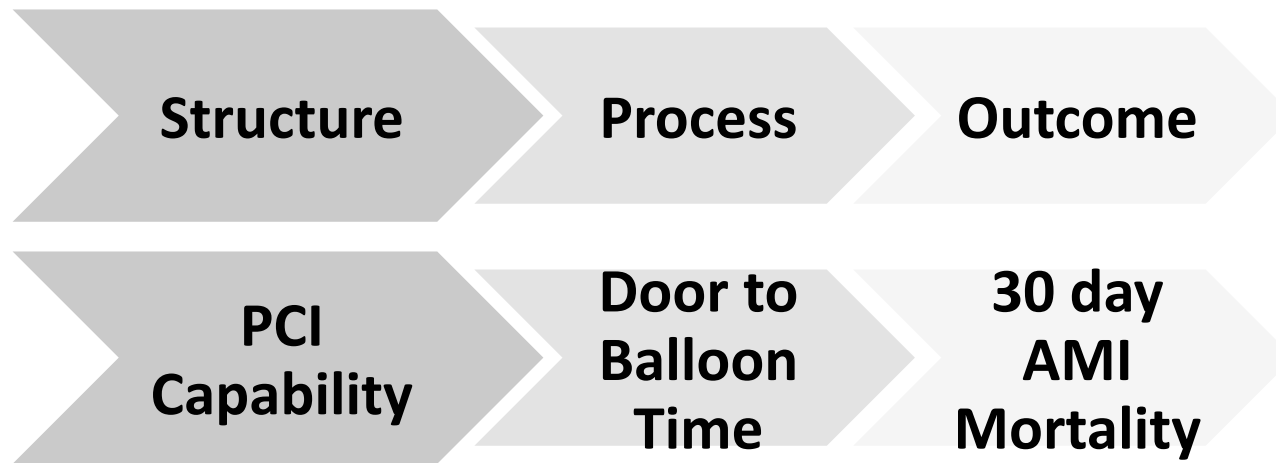 Structure
Process
Outcome
PCI
Capability
Door to
Balloon
Time
30 day
AMI
Mortality